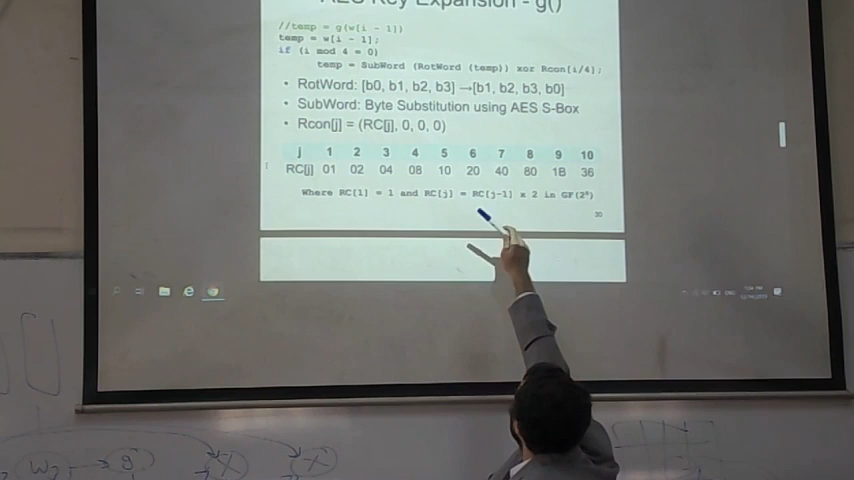 AES Key Expansion - g()
//temp = g(w[i - 1])
temp = w[i - 1];
if (i mod 4 = 0)
temp = SubWord (RotWord (temp)) xor Rcon[i/4];
• RotWord: [b0, b1, b2, b3] →[b1, b2, b3, b0]
• SubWord: Byte Substitution using AES S-Box
• Rcon[j] = (RC[j], 0, 0, 0)
j 1 2 3 4 5 6 7 8 9 10
RC[j] 01 02 04 08 10 20 40 80 1B 36
Where RC[1] = 1 and RC[j] = RC[j-1] x 2 in GF(2⁸)
30
W3 g